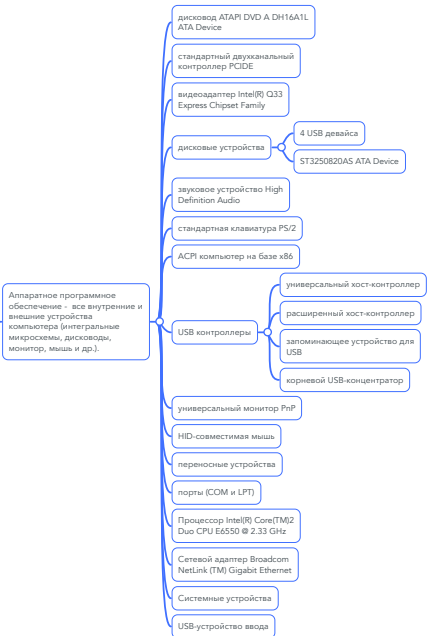 дисковод ATAPI DVD A DH16A1L
ATA Device
стандартный двухканальный
контроллер PCIDE
видеоадаптер Intel(R) Q33
Express Chipset Family
дисковые устройства
4 USB девайса
ST3250820AS ATA Device
звуковое устройство High
Definition Audio
стандартная клавиатура PS/2
ACPI компьютер на базе x86
Аппаратное программное
обеспечение - все внутренние и
внешние устройства
компьютера (интегральные
микросхемы, дисководы,
монитор, мышь и др.).
USB контроллеры
универсальный хост-контроллер
расширенный хост-контроллер
запоминающее устройство для
USB
корневой USB-концентратор
универсальный монитор PnP
HID-совместимая мышь
переносные устройства
порты (COM и LPT)
Процессор Intel(R) Core(TM)2
Duo CPU E6550 @ 2.33 GHz
Сетевой адаптер Broadcom
NetLink (TM) Gigabit Ethernet
Системные устройства
USB-устройство ввода